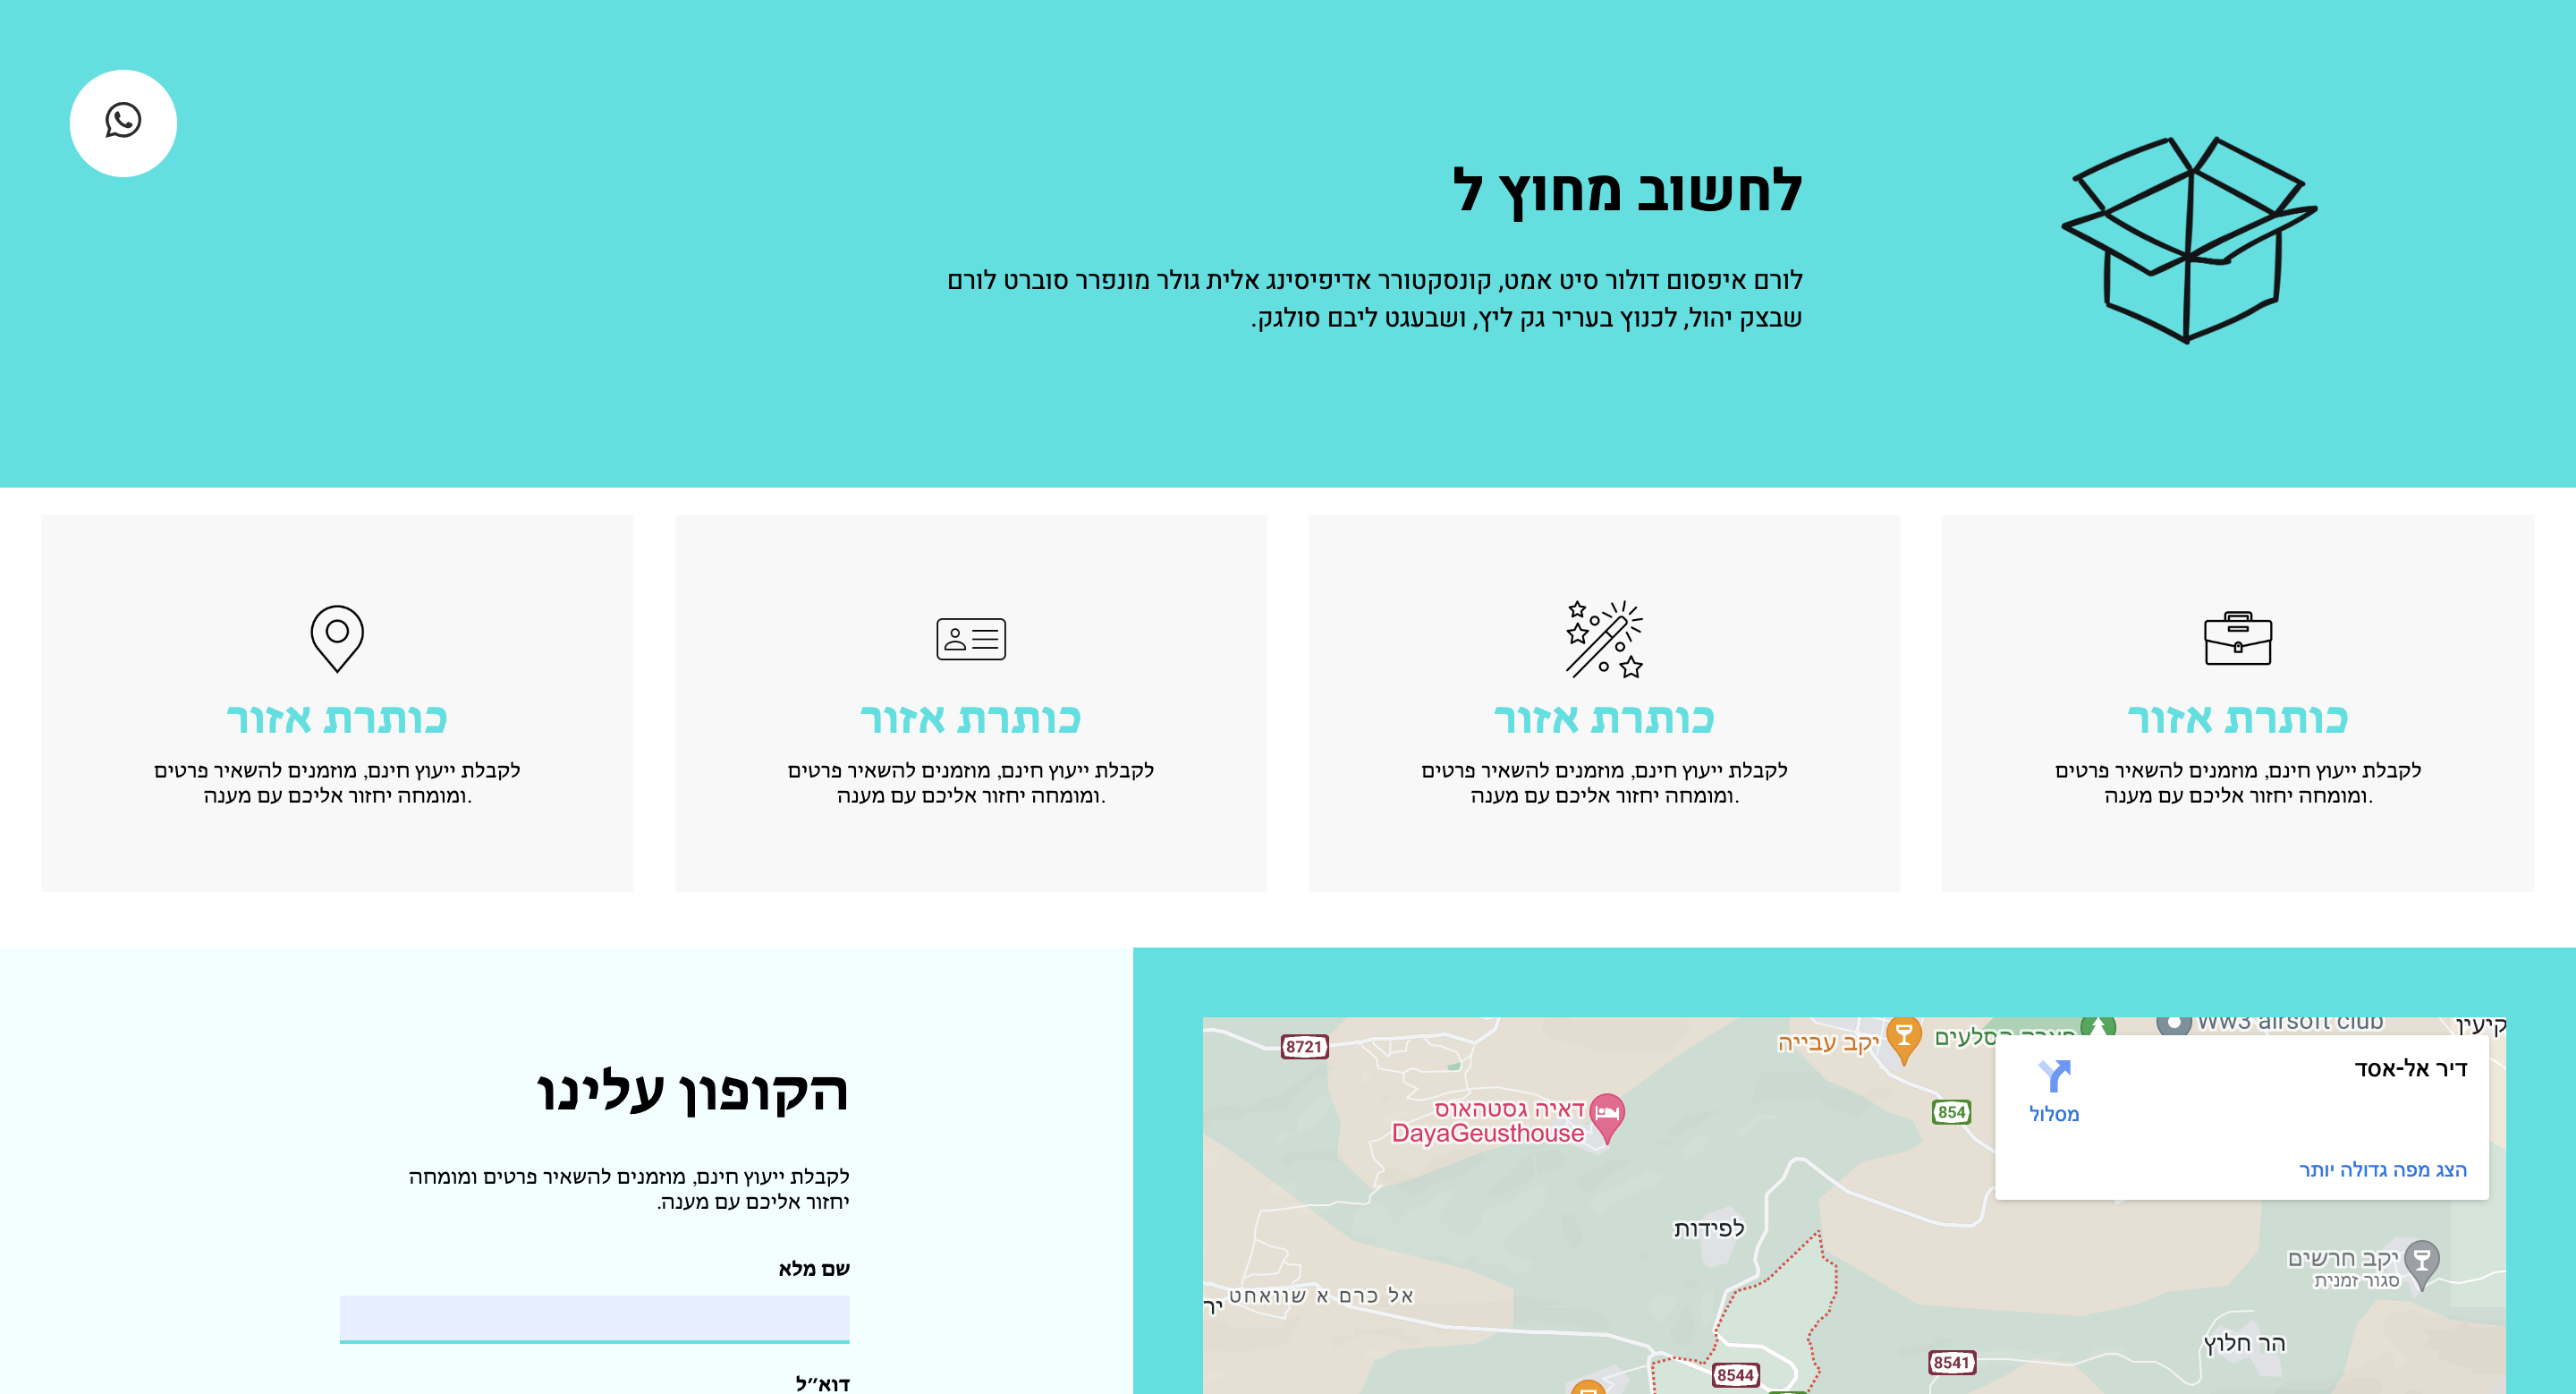 לחשוב מחוץ ל
לורם איפסום דולור סיט אמט, קונסקטורר אדיפיסינג אלית גולר מונפרר סוברט לורם
שבצק יהול, לכנוץ בעריר גק ליץ, ושבעגט ליבם סולגק.
כותרת אזור
לקבלת ייעוץ חינם, מוזמנים להשאיר פרטים
ומומחה יחזור אליכם עם מענה.
כותרת אזור
לקבלת ייעוץ חינם, מוזמנים להשאיר פרטים
ומומחה יחזור אליכם עם מענה.
כותרת אזור
לקבלת ייעוץ חינם, מוזמנים להשאיר פרטים
ומומחה יחזור אליכם עם מענה.
כותרת אזור
לקבלת ייעוץ חינם, מוזמנים להשאיר פרטים
ומומחה יחזור אליכם עם מענה.
קיעין
Ww3 airsoft club
הסלעים
יקב עבייה
8721
דיר אל-אסד
מסלול
הצג מפה גדולה יותר
854
דאיה גסטהאוס
DayaGeusthouse
לפידות
יקב חרשים
סגור זמנית
אל כרם א שוואחט
יר
הר חלוץ
8541
8544
הקופון עלינו
לקבלת ייעוץ חינם, מוזמנים להשאיר פרטים ומומחה
יחזור אליכם עם מענה.
שם מלא
דוא״ל